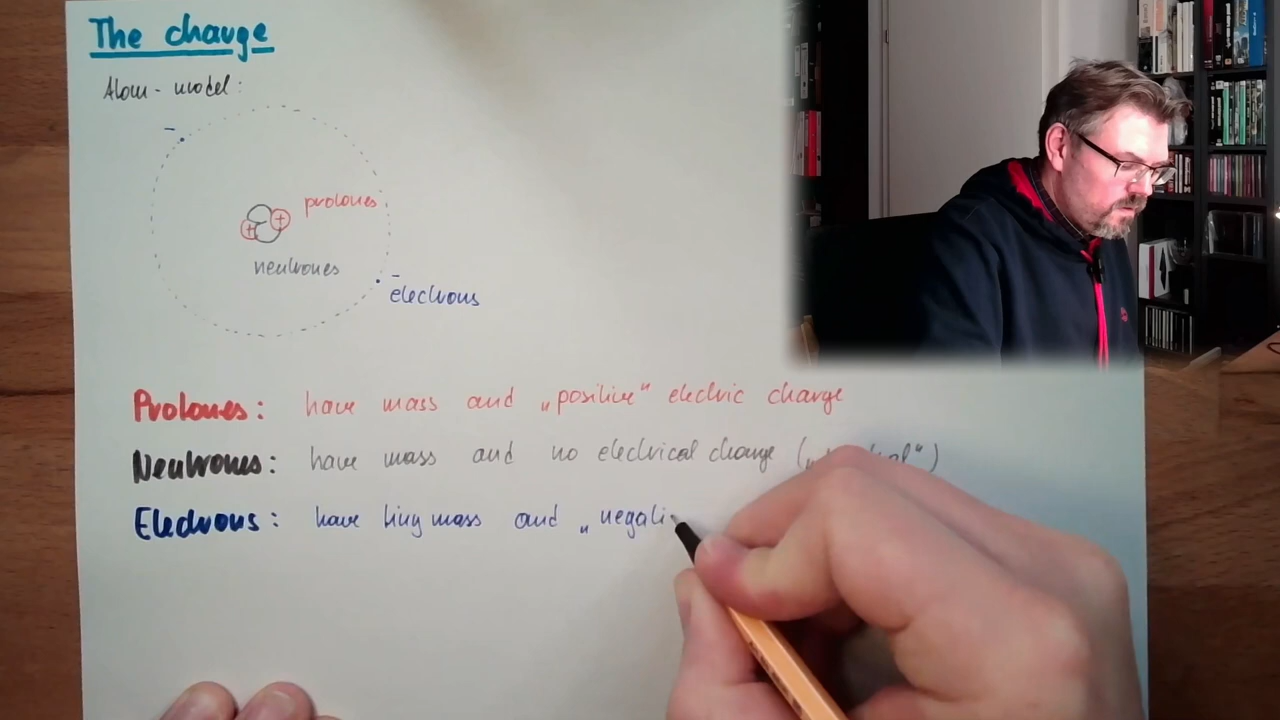 The charge
Atom-model:
-
+
+
protones
neutrones
-
electrons
Protones: have mass and „positive“ electric charge
Neutrones: have mass and no electrical charge (
Electrons: have tiny mass and „negati